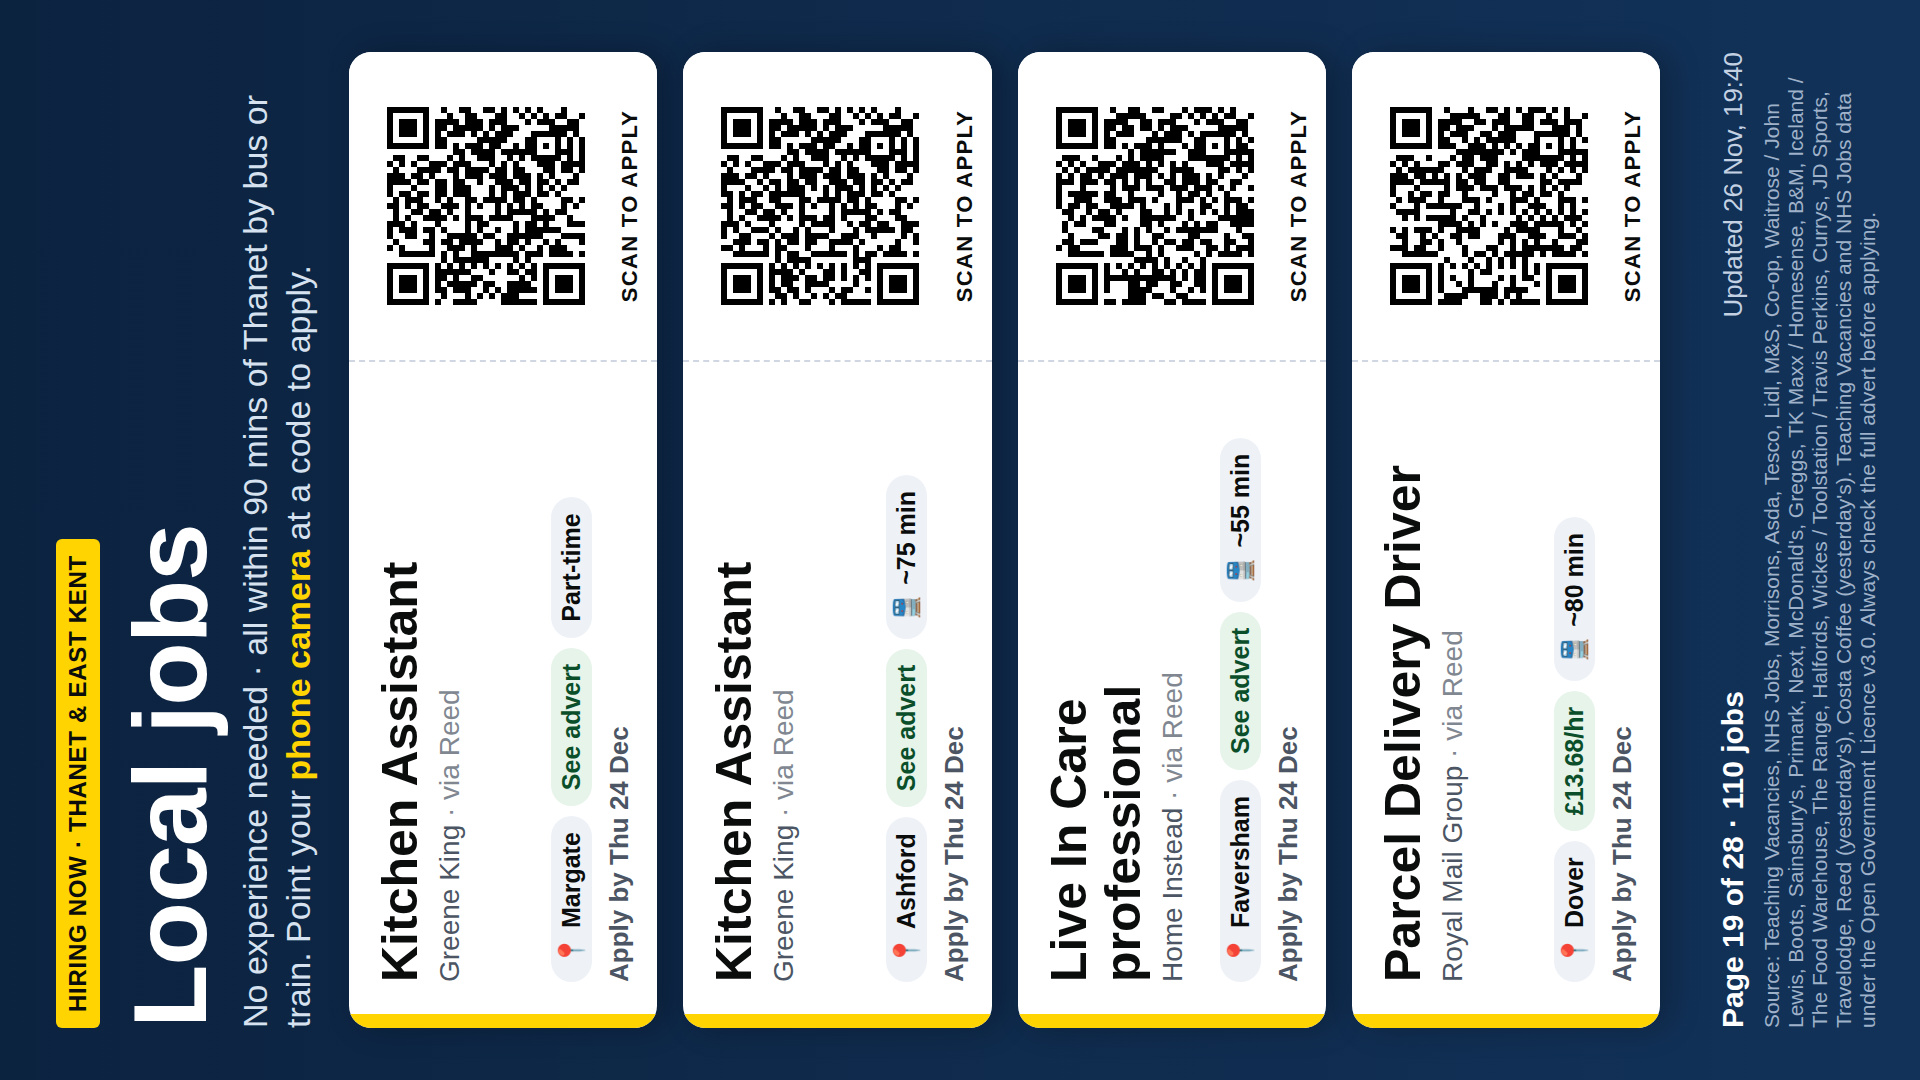 HIRING NOW · THANET & EAST KENT
Local jobs
No experience needed · all within 90 mins of Thanet by bus or
train. Point your phone camera at a code to apply.
Kitchen Assistant
Greene King · via Reed
📍 Margate
See advert
Part-time
Apply by Thu 24 Dec
SCAN TO APPLY
Kitchen Assistant
Greene King · via Reed
📍 Ashford
See advert
🚆 ~75 min
Apply by Thu 24 Dec
SCAN TO APPLY
Live In Care
professional
Home Instead · via Reed
📍 Faversham
See advert
🚆 ~55 min
Apply by Thu 24 Dec
SCAN TO APPLY
Parcel Delivery Driver
Royal Mail Group · via Reed
📍 Dover
£13.68/hr
🚆 ~80 min
Apply by Thu 24 Dec
SCAN TO APPLY
Page 19 of 28 · 110 jobs
Updated 26 Nov, 19:40
Source: Teaching Vacancies, NHS Jobs, Morrisons, Asda, Tesco, Lidl, M&S, Co-op, Waitrose / John
Lewis, Boots, Sainsbury's, Primark, Next, McDonald's, Greggs, TK Maxx / Homesense, B&M, Iceland /
The Food Warehouse, The Range, Halfords, Wickes / Toolstation / Travis Perkins, Currys, JD Sports,
Travelodge, Reed (yesterday's), Costa Coffee (yesterday's). Teaching Vacancies and NHS Jobs data
under the Open Government Licence v3.0. Always check the full advert before applying.